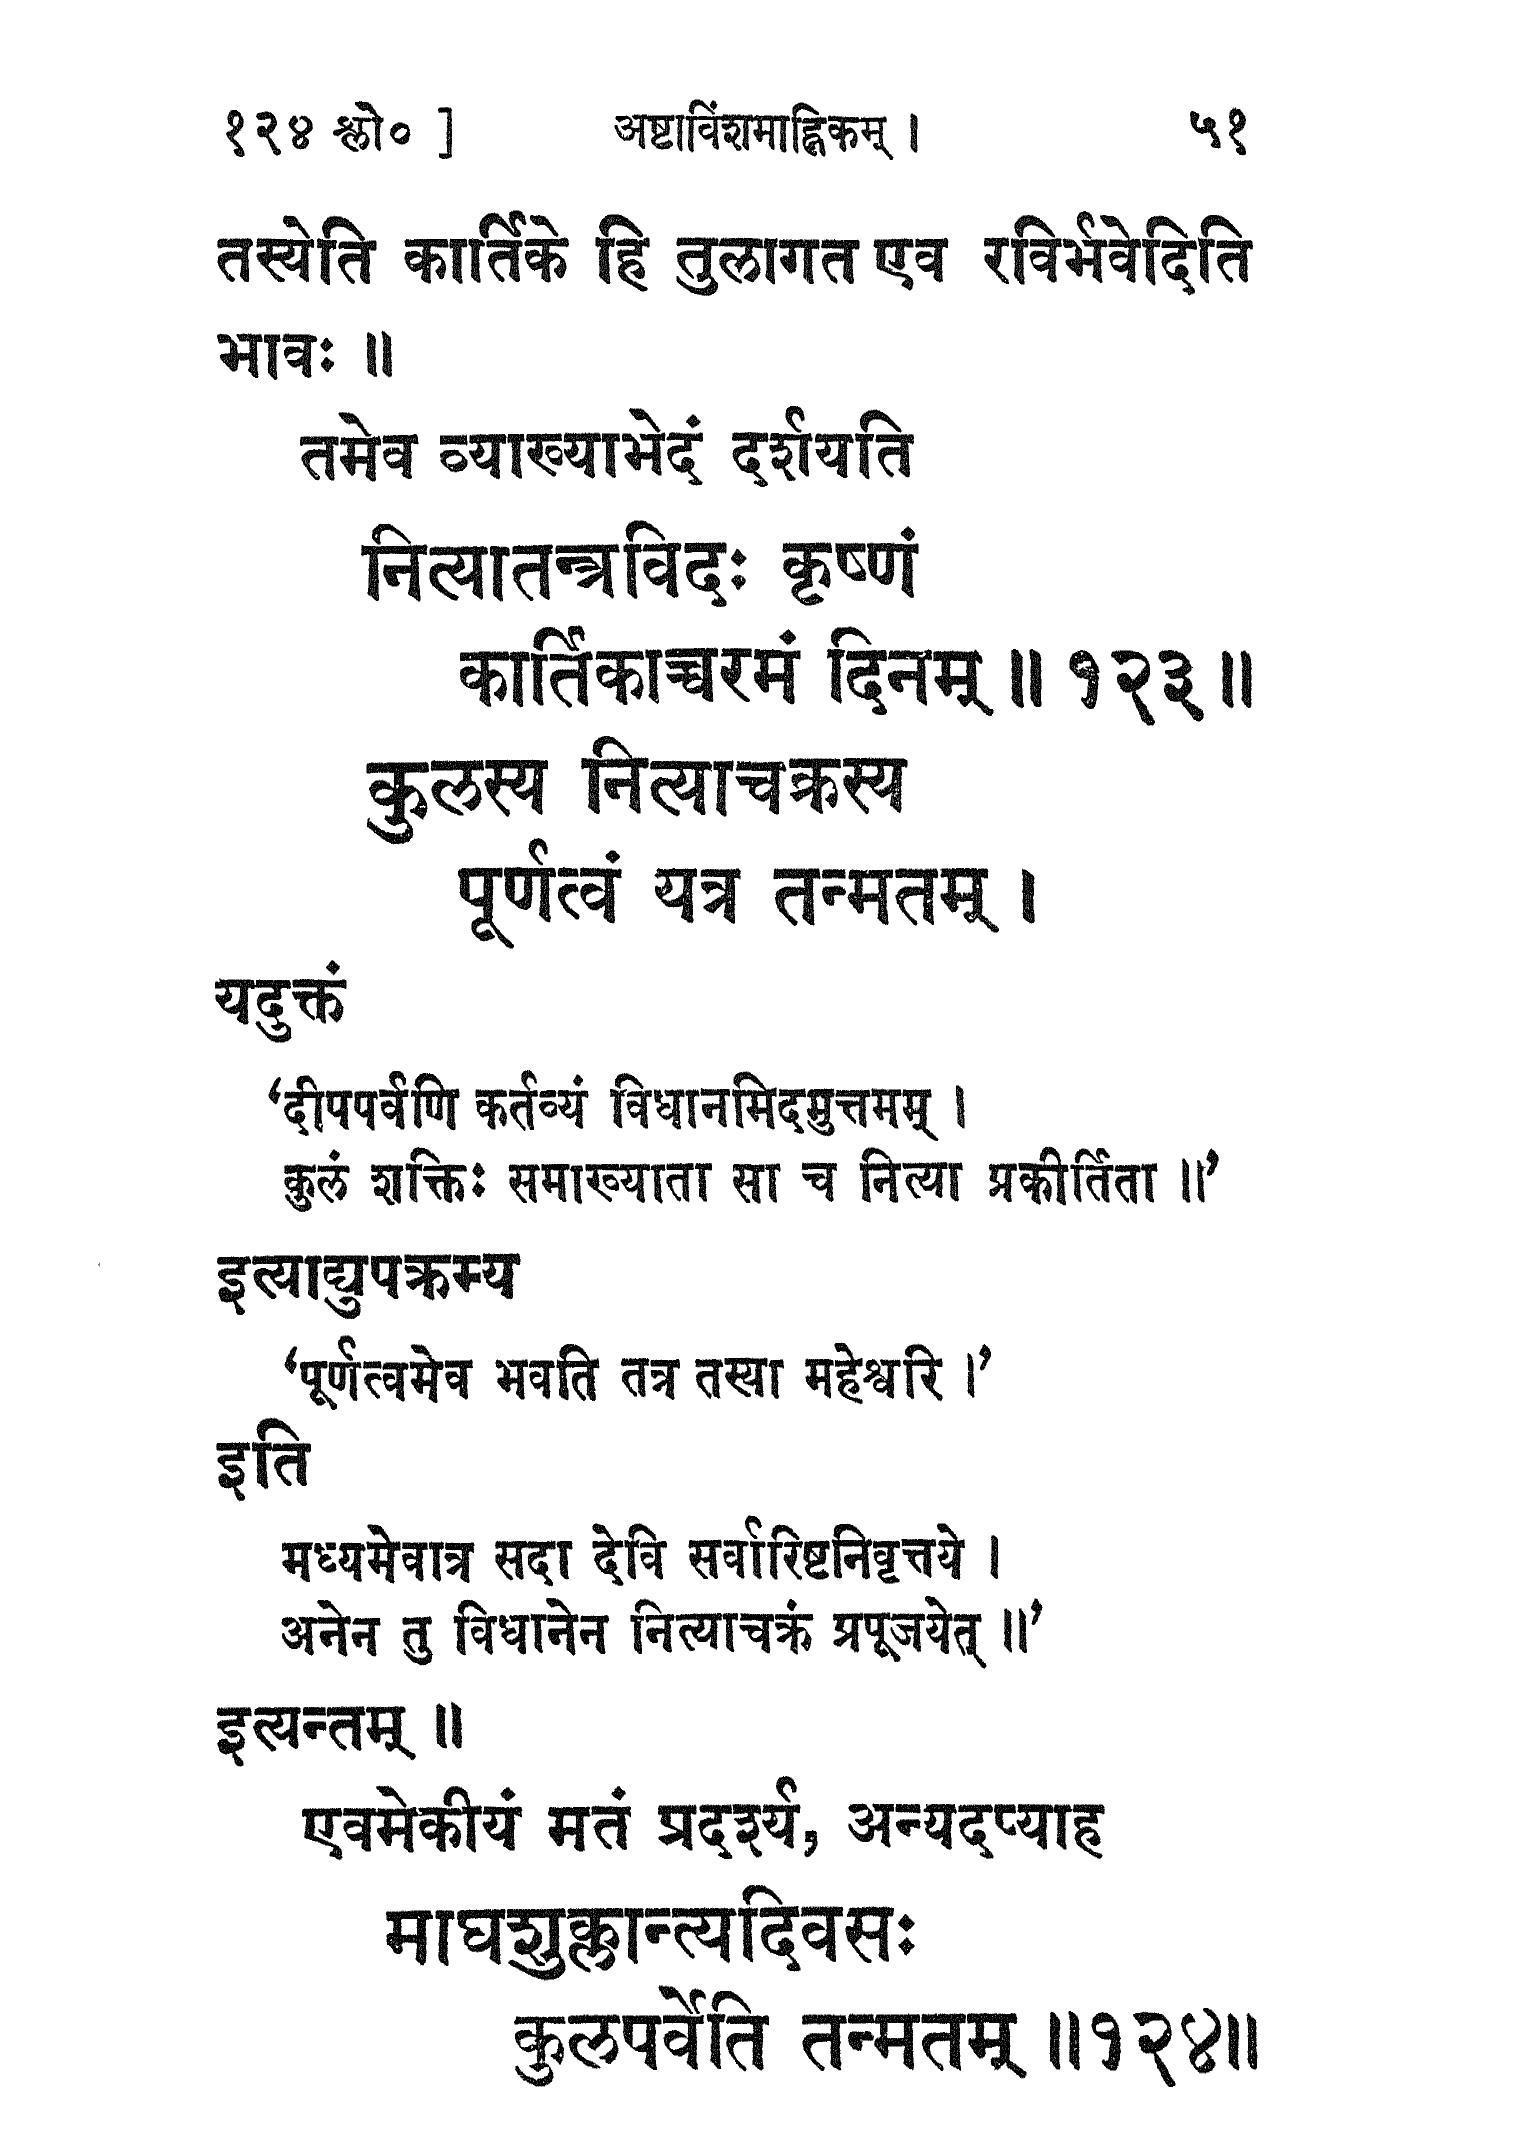 १२४ श्लो० ] अष्टाविंशमाह्निकम् । ५१
तस्येति कार्तिके हि तुलागत एव रविर्भवेदिति
भावः ॥
तमेव व्याख्याभेदं दर्शयति
नित्यातन्त्रविदः कृष्णं
कार्तिकाच्चरमं दिनम् ॥ १२३ ॥
कुलस्य नित्याचक्रस्य
पूर्णत्वं यत्र तन्मतम् ।
यदुक्तं
‘दीपपर्वणि कर्तव्यं विधानमिदमुत्तमम् ।
कुलं शक्तिः समाख्याता सा च नित्या प्रकीर्तिता ॥’
इत्याद्युपक्रम्य
‘पूर्णत्वमेव भवति तत्र तस्या महेश्वरि ।’
इति
मध्यमेवात्र सदा देवि सर्वारिष्टनिवृत्तये ।
अनेन तु विधानेन नित्याचक्रं प्रपूजयेत् ॥’
इत्यन्तम् ॥
एवमेकीयं मतं प्रदर्श्य, अन्यदप्याह
माघशुक्लान्त्यदिवसः
कुलपर्वेति तन्मतम् ॥१२४॥